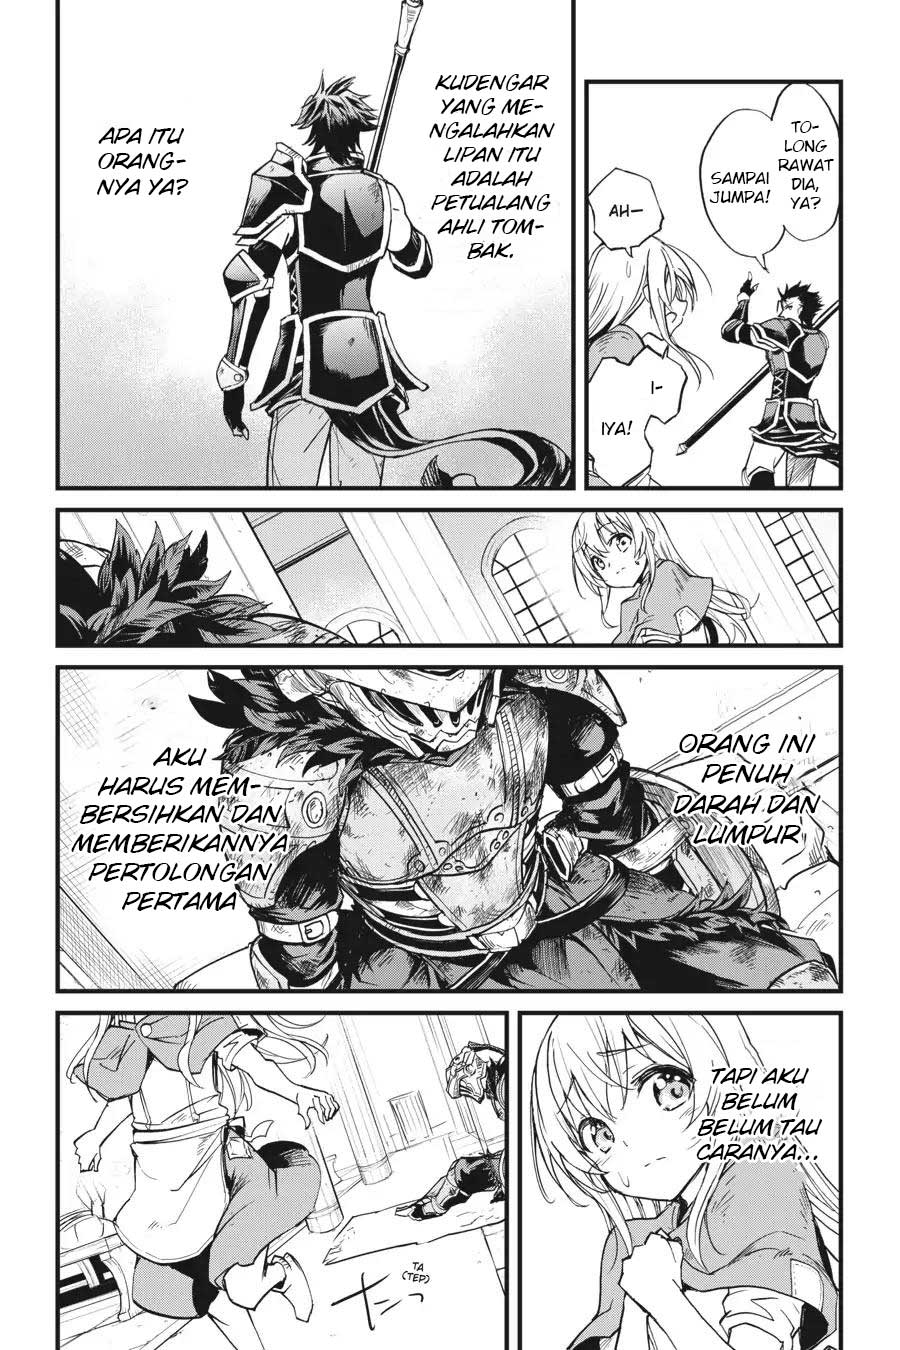 TO-
LONG
RAWAT
DIA,
YA?
SAMPAI
JUMPA!
AH–
I-
IYA!
KUDENGAR
YANG ME-
NGALAHKAN
LIPAN ITU
ADALAH
PETUALANG
AHLI TOM-
BAK.
APA ITU
ORANG-
NYA YA?
ORANG INI
PENUH
DARAH DAN
LUMPUR
AKU
HARUS MEM-
BERSIHKAN DAN
MEMBERIKANNYA
PERTOLONGAN
PERTAMA
TAPI AKU
BELUM
BELUM TAU
CARANYA...
TA
(TEP)
たっ